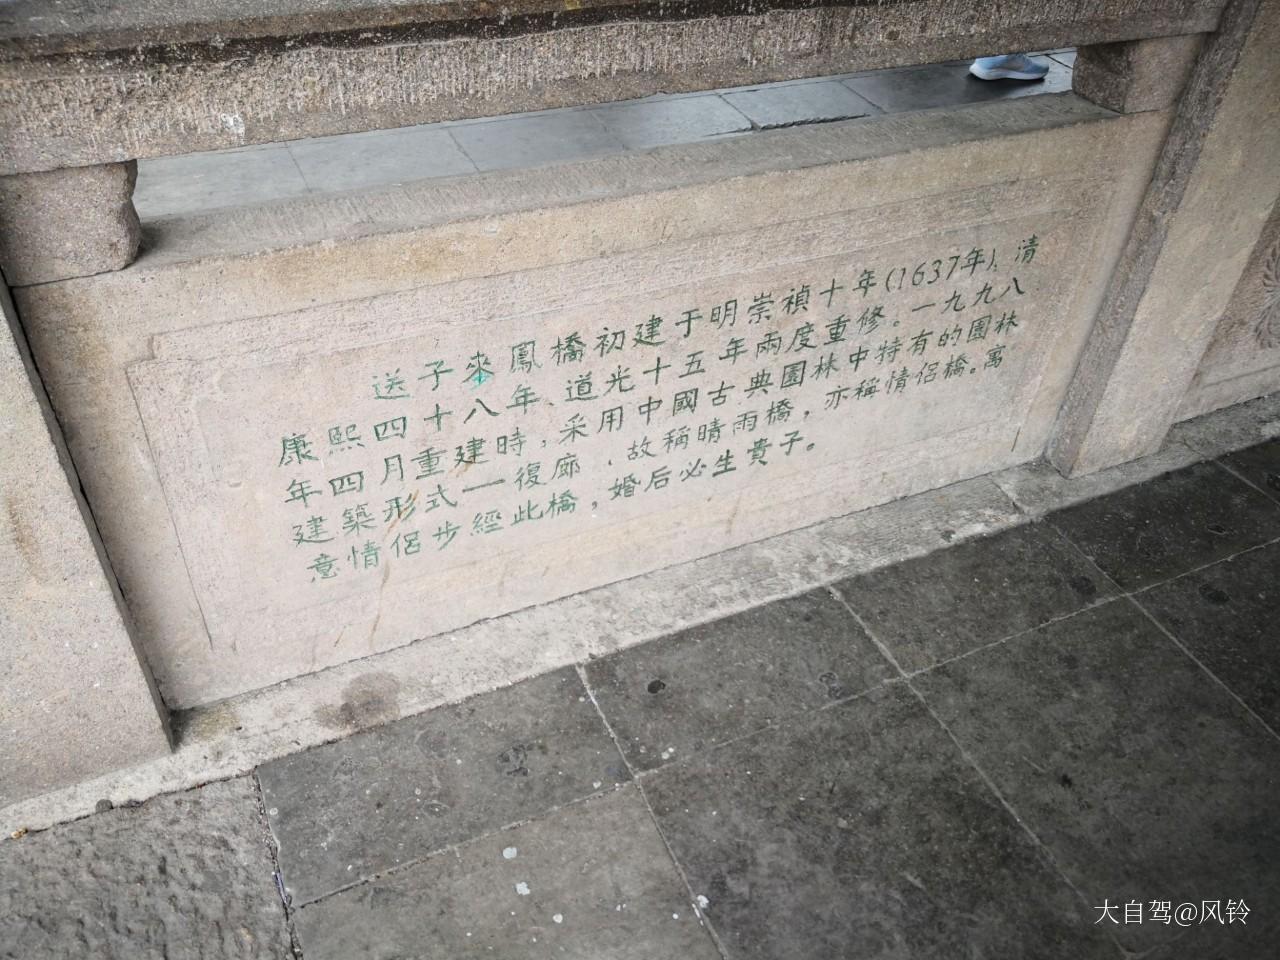 送子來鳳橋初建于明崇禎十年(1637年)、清
康熙四十八年、道光十五年兩度重修。一九九八
年四月重建時，采用中國古典園林中特有的園林
建築形式—復廊，故稱晴雨橋，亦稱情侶橋。寓
意情侶步經此橋，婚后必生貴子。
大自驾@风铃